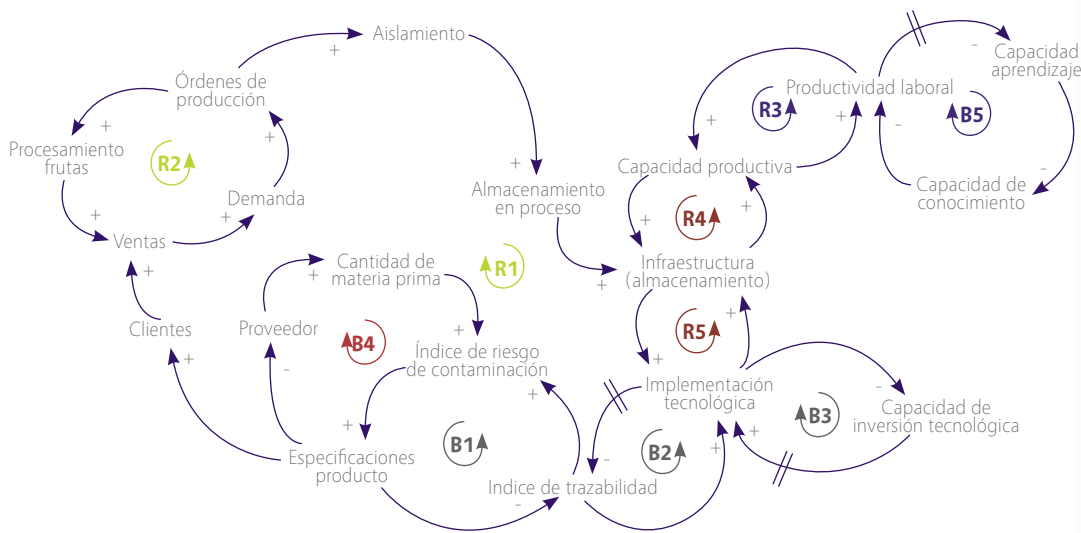 Aislamiento
+
Órdenes de
producción
+
Procesamiento
frutas
+
R2
+
Demanda
+
+
Ventas
+
Clientes
+
Cantidad de
materia prima
+
R1
Proveedor
-
B4
+
Índice de riesgo
de contaminación
+
+
B1
Especificaciones
producto
-
Indice de trazabilidad
-
B2
+
+
Almacenamiento
en proceso
+
Capacidad
aprendizaje
-
Productividad laboral
R3
+
+
B5
-
-
Capacidad de
conocimiento
Capacidad productiva
+
R4
+
Infraestructura
(almacenamiento)
+
R5
+
Implementación
tecnológica
-
B3
+
Capacidad de
inversión tecnológica